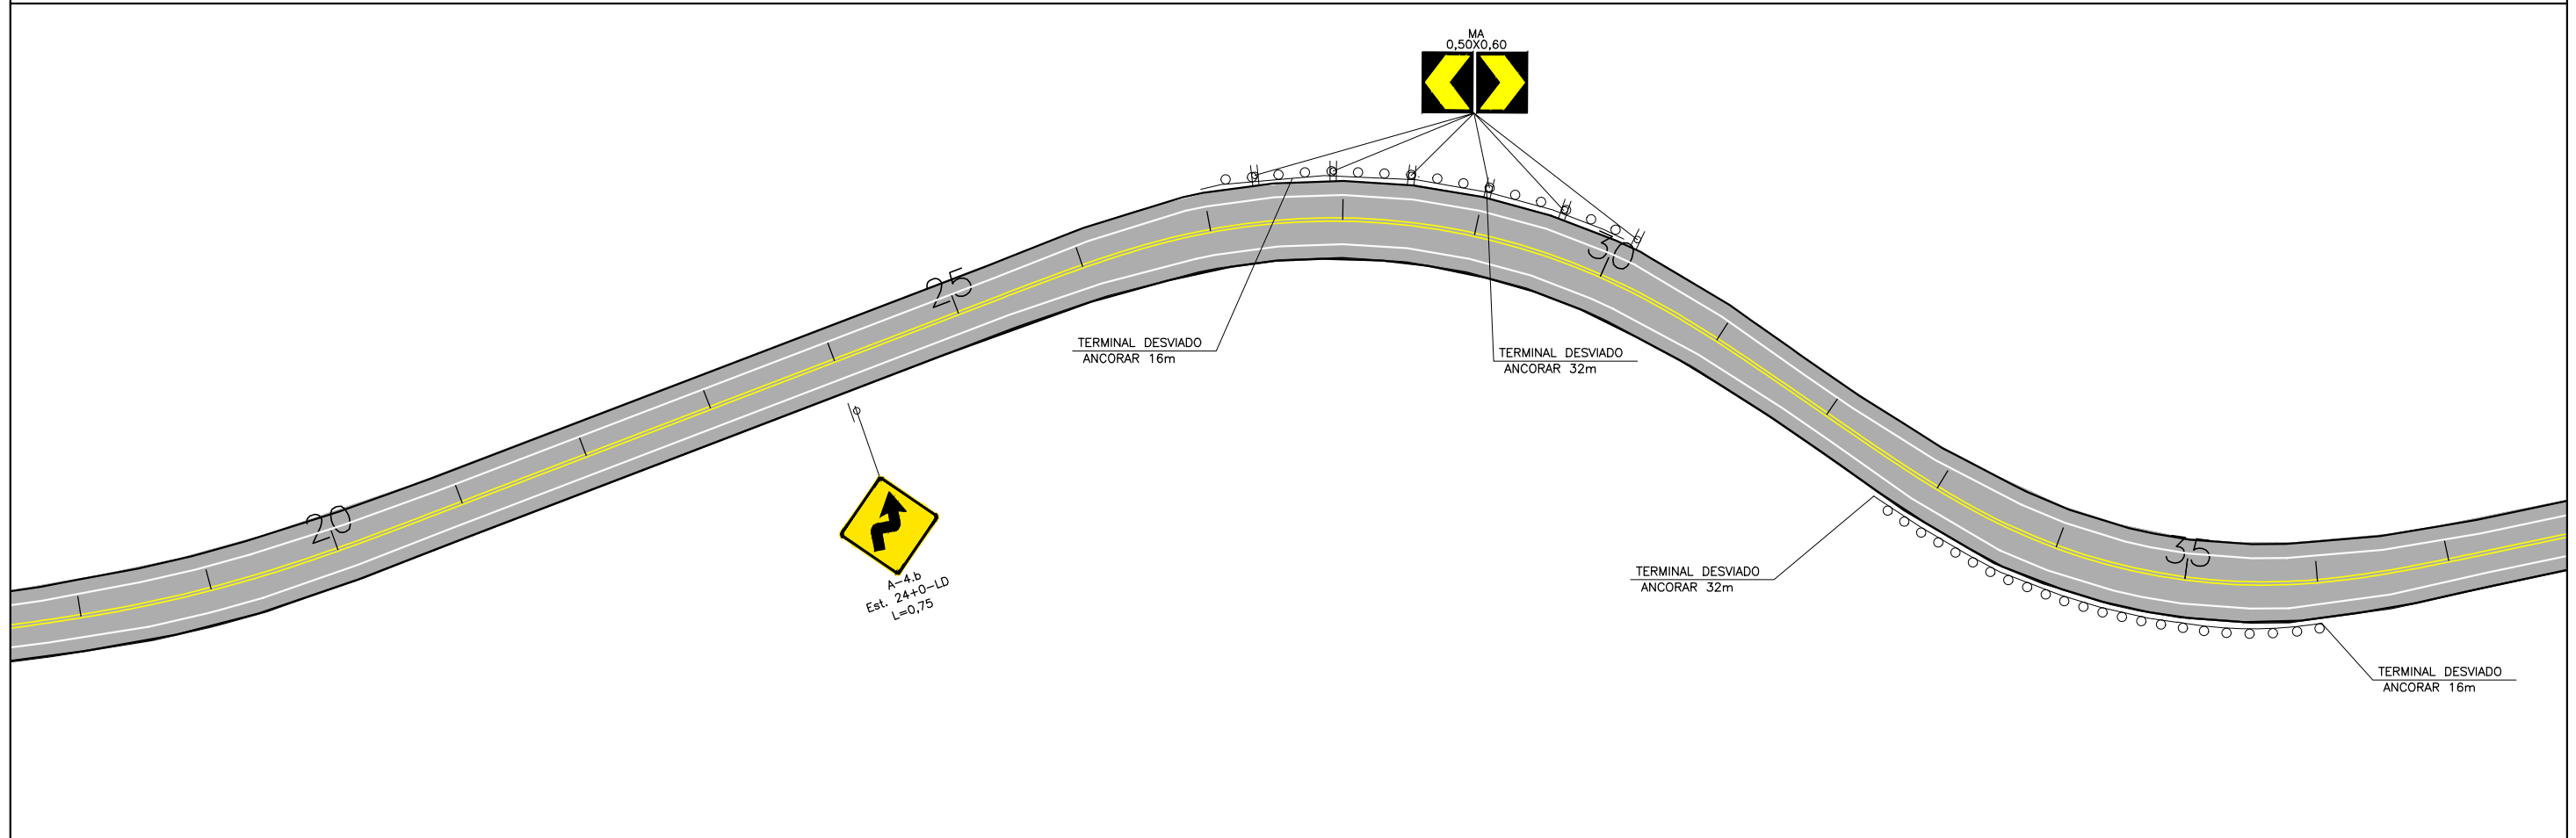 MA
0,50X0,60
30
25
TERMINAL DESVIADO
ANCORAR 16m
TERMINAL DESVIADO
ANCORAR 32m
20
A-4.b
Est. 24+0-LD
L=0,75
35
TERMINAL DESVIADO
ANCORAR 32m
TERMINAL DESVIADO
ANCORAR 16m